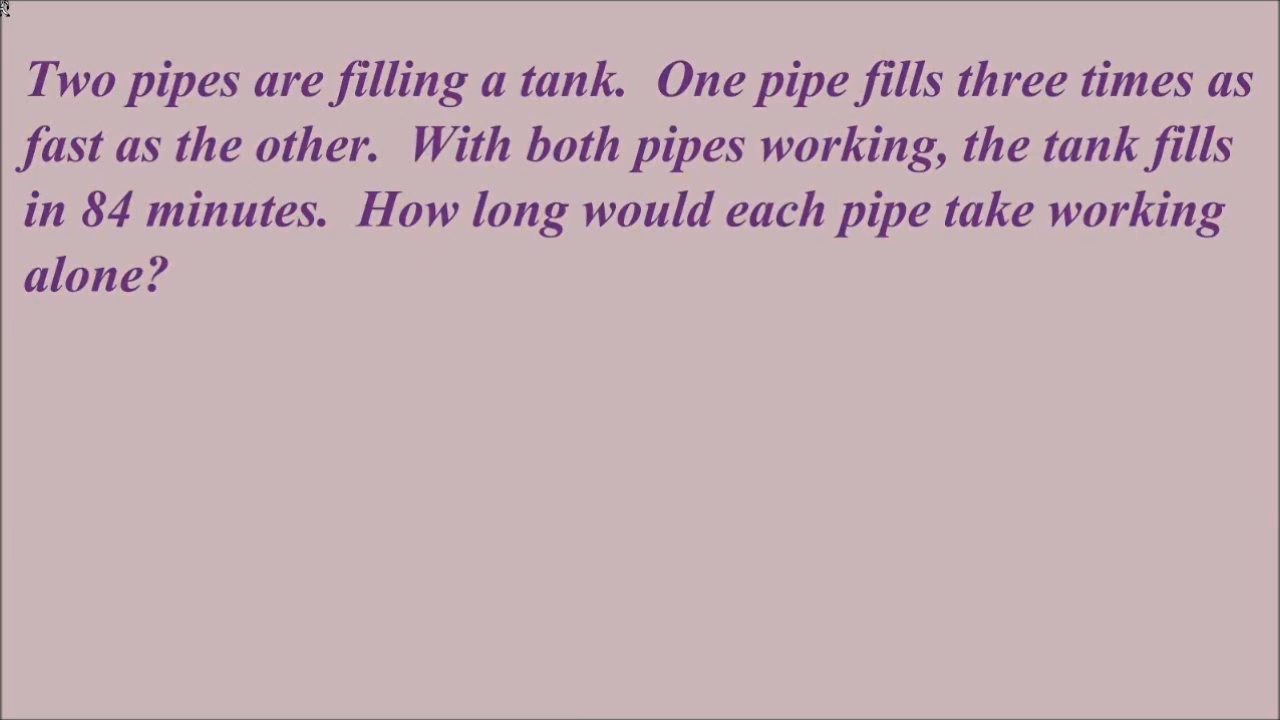 Two pipes are filling a tank.  One pipe fills three times as
fast as the other.  With both pipes working, the tank fills
in 84 minutes.  How long would each pipe take working
alone?